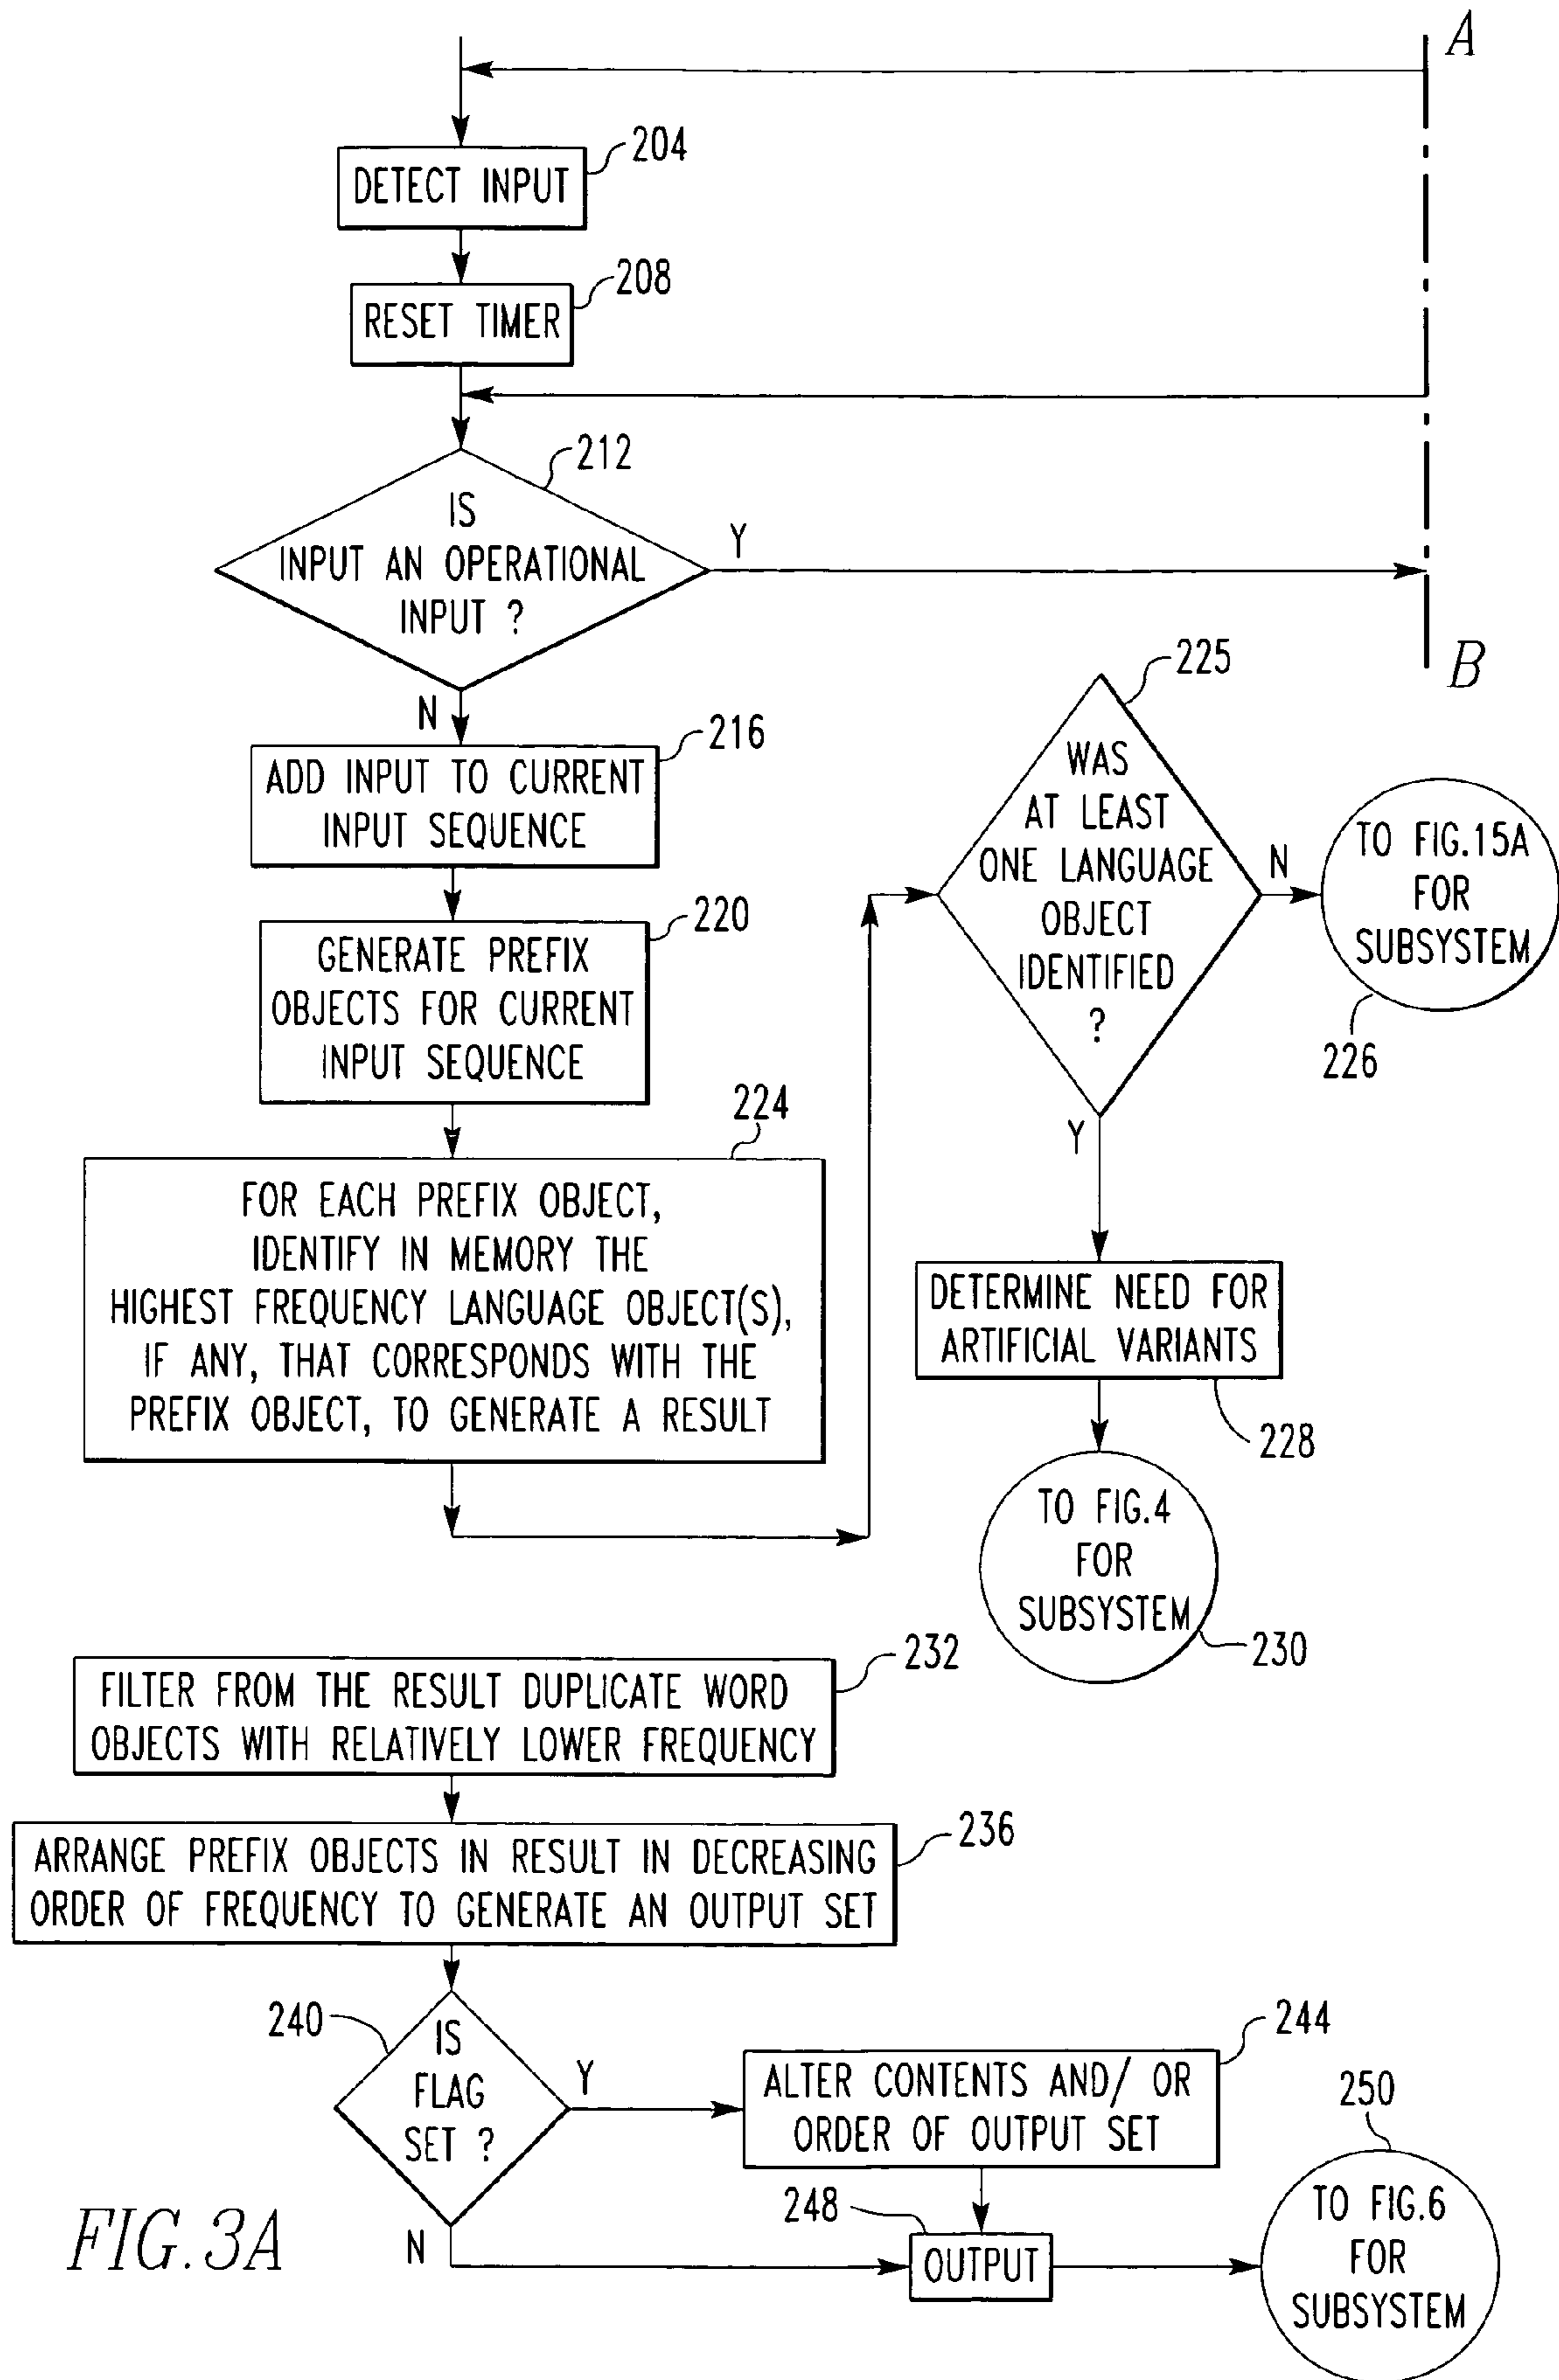 A
204
DETECT INPUT
208
RESET TIMER
212
IS
INPUT AN OPERATIONAL
INPUT ?
Y
B
N
216
ADD INPUT TO CURRENT
INPUT SEQUENCE
220
GENERATE PREFIX
OBJECTS FOR CURRENT
INPUT SEQUENCE
224
FOR EACH PREFIX OBJECT,
IDENTIFY IN MEMORY THE
HIGHEST FREQUENCY LANGUAGE OBJECT(S),
IF ANY, THAT CORRESPONDS WITH THE
PREFIX OBJECT, TO GENERATE A RESULT
225
WAS
AT LEAST
ONE LANGUAGE
OBJECT
IDENTIFIED
?
N
TO FIG.15A
FOR
SUBSYSTEM
226
Y
DETERMINE NEED FOR
ARTIFICIAL VARIANTS
228
TO FIG.4
FOR
SUBSYSTEM
230
232
FILTER FROM THE RESULT DUPLICATE WORD
OBJECTS WITH RELATIVELY LOWER FREQUENCY
236
ARRANGE PREFIX OBJECTS IN RESULT IN DECREASING
ORDER OF FREQUENCY TO GENERATE AN OUTPUT SET
240
IS
FLAG
SET ?
Y
244
ALTER CONTENTS AND/ OR
ORDER OF OUTPUT SET
N
248
OUTPUT
250
TO FIG.6
FOR
SUBSYSTEM
FIG.3A